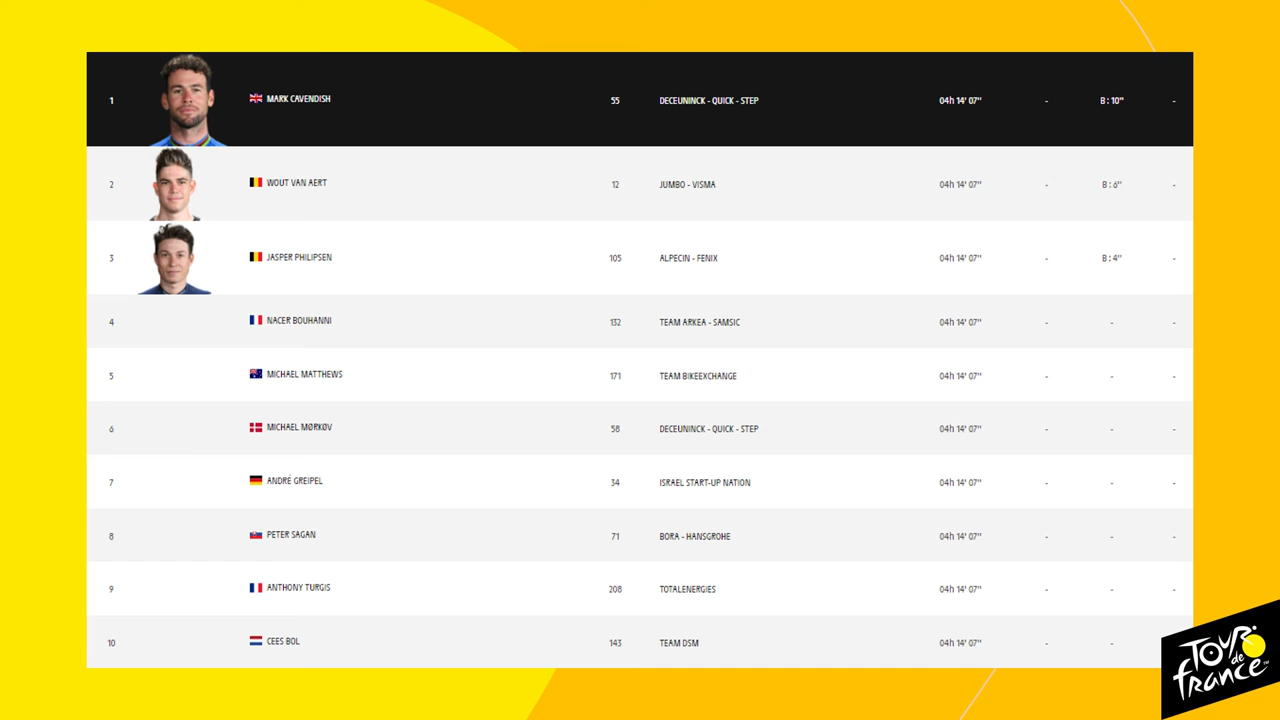 1 MARK CAVENDISH 55 DECEUNINCK - QUICK - STEP 04h 14' 07'' - B : 10'' -
2 WOUT VAN AERT 12 JUMBO - VISMA 04h 14' 07'' - B : 6'' -
3 JASPER PHILIPSEN 105 ALPECIN - FENIX 04h 14' 07'' - B : 4'' -
4 NACER BOUHANNI 132 TEAM ARKEA - SAMSIC 04h 14' 07'' - - -
5 MICHAEL MATTHEWS 171 TEAM BIKEEXCHANGE 04h 14' 07'' - - -
6 MICHAEL MØRKØV 58 DECEUNINCK - QUICK - STEP 04h 14' 07'' - - -
7 ANDRÉ GREIPEL 34 ISRAEL START-UP NATION 04h 14' 07'' - - -
8 PETER SAGAN 71 BORA - HANSGROHE 04h 14' 07'' - - -
9 ANTHONY TURGIS 208 TOTALENERGIES 04h 14' 07'' - - -
10 CEES BOL 143 TEAM DSM 04h 14' 07'' - -
TOUR
de
france™